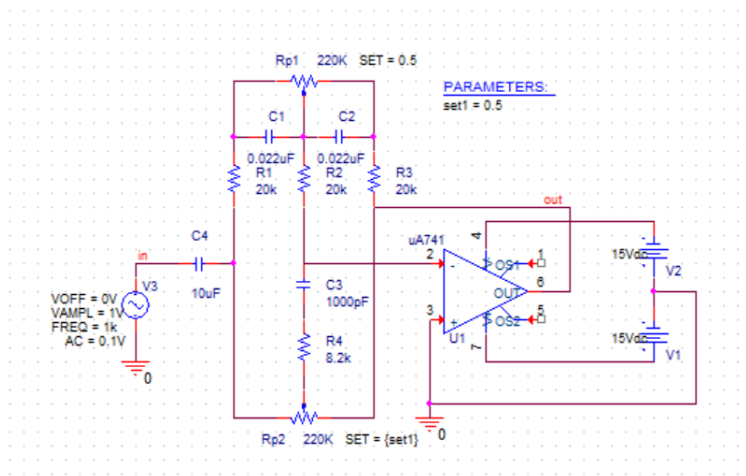 Rp1 220K SET = 0.5
PARAMETERS:
set1 = 0.5
C1 C2
0.022uF 0.022uF
R1 R2 R3
20k 20k 20k
out
in
C4
10uF
V3
VOFF = 0V
VAMPL = 1V
FREQ = 1k
AC = 0.1V
0
C3
1000pF
R4
8.2k
Rp2 220K SET = {set1}
uA741
4
2 - OS1 1
6
OUT
3 + OS2 5
U1
7
0
15Vdc
V2
15Vdc
V1